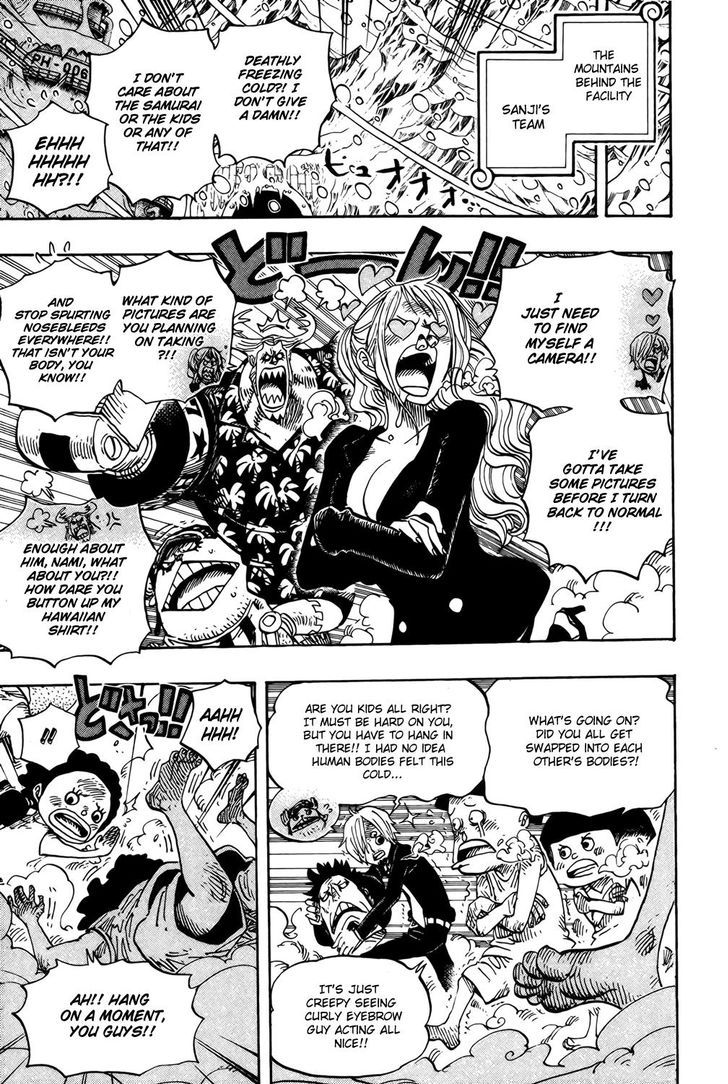 THE
MOUNTAINS
BEHIND THE
FACILITY
SANJI'S
TEAM
DEATHLY
FREEZING
COLD?! I
DON'T GIVE
A DAMN!!
I DON'T
CARE ABOUT
THE SAMURAI
OR THE KIDS
OR ANY OF
THAT!!
PH-006
EHHH
HHHHH
HH?!!
ヒュオオオ...
I
JUST NEED
TO FIND
MYSELF A
CAMERA!!
I'VE
GOTTA TAKE
SOME PICTURES
BEFORE I TURN
BACK TO NORMAL
!!!
どーーん!!
WHAT KIND OF
PICTURES ARE
YOU PLANNING
ON TAKING
?!!
AND
STOP SPURTING
NOSEBLEEDS
EVERYWHERE!!
THAT ISN'T YOUR
BODY, YOU
KNOW!!
ENOUGH ABOUT
HIM, NAMI, WHAT
ABOUT YOU?!!
HOW DARE YOU
BUTTON UP MY
HAWAIIAN
SHIRT!!
WHAT'S GOING ON?
DID YOU ALL GET
SWAPPED INTO EACH
OTHER'S BODIES?!
ARE YOU KIDS ALL RIGHT?
IT MUST BE HARD ON YOU,
BUT YOU HAVE TO HANG IN
THERE!! I HAD NO IDEA
HUMAN BODIES FELT THIS
COLD...
IT'S JUST
CREEPY SEEING
CURLY EYEBROW
GUY ACTING ALL
NICE!!
AAHH
HHH!
どさっ!!
!!
AH!! HANG
ON A MOMENT,
YOU GUYS!!